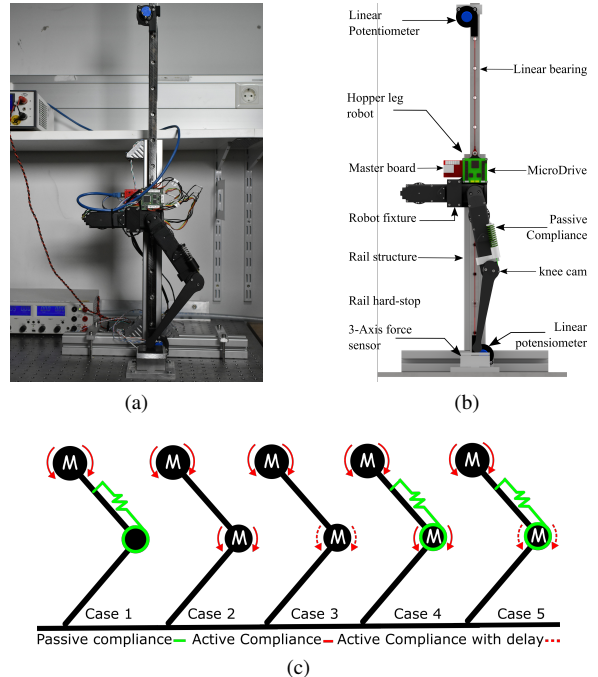 Linear
Potentiometer
Linear bearing
Hopper leg
robot
Master board
MicroDrive
Robot fixture
Passive
Compliance
Rail structure
knee cam
Rail hard-stop
3-Axis force
sensor
Linear
potensiometer
(a)
(b)
M M M M M
M M M M
Case 1 Case 2 Case 3 Case 4 Case 5
Passive compliance Active Compliance Active Compliance with delay
(c)